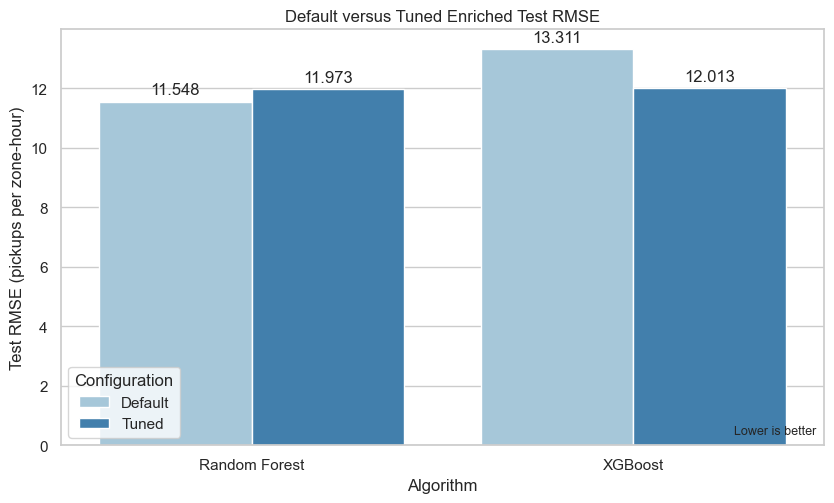 Default versus Tuned Enriched Test RMSE
Test RMSE (pickups per zone-hour)
12
10
8
6
4
2
0
11.548
11.973
13.311
12.013
Configuration
Default
Tuned
Lower is better
Random Forest
XGBoost
Algorithm